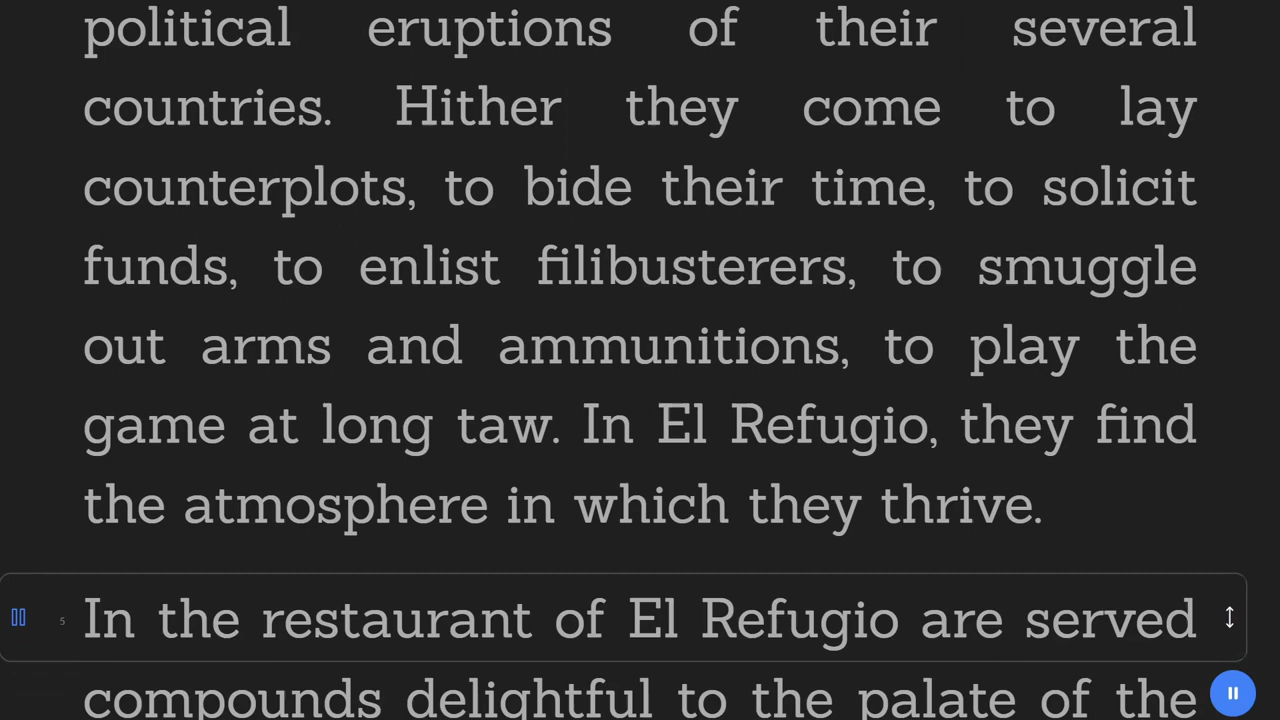 political eruptions of their several
countries. Hither they come to lay
counterplots, to bide their time, to solicit
funds, to enlist filibusterers, to smuggle
out arms and ammunitions, to play the
game at long taw. In El Refugio, they find
the atmosphere in which they thrive.
5
In the restaurant of El Refugio are served
compounds delightful to the palate of the